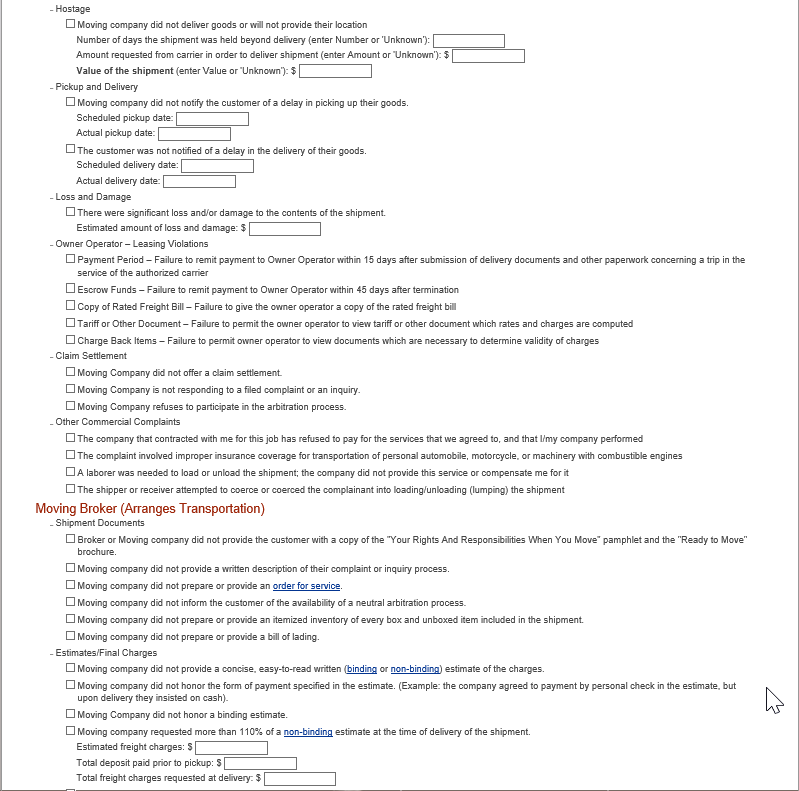 – Hostage
Moving company did not deliver goods or will not provide their location
Number of days the shipment was held beyond delivery (enter Number or 'Unknown'):
Amount requested from carrier in order to deliver shipment (enter Amount or 'Unknown'): $
Value of the shipment (enter Value or 'Unknown'): $
– Pickup and Delivery
Moving company did not notify the customer of a delay in picking up their goods.
Scheduled pickup date:
Actual pickup date:
The customer was not notified of a delay in the delivery of their goods.
Scheduled delivery date:
Actual delivery date:
– Loss and Damage
There were significant loss and/or damage to the contents of the shipment.
Estimated amount of loss and damage: $
– Owner Operator – Leasing Violations
Payment Period – Failure to remit payment to Owner Operator within 15 days after submission of delivery documents and other paperwork concerning a trip in the
service of the authorized carrier
Escrow Funds – Failure to remit payment to Owner Operator within 45 days after termination
Copy of Rated Freight Bill – Failure to give the owner operator a copy of the rated freight bill
Tariff or Other Document – Failure to permit the owner operator to view tariff or other document which rates and charges are computed
Charge Back Items – Failure to permit owner operator to view documents which are necessary to determine validity of charges
– Claim Settlement
Moving Company did not offer a claim settlement.
Moving Company is not responding to a filed complaint or an inquiry.
Moving Company refuses to participate in the arbitration process.
– Other Commercial Complaints
The company that contracted with me for this job has refused to pay for the services that we agreed to, and that I/my company performed
The complaint involved improper insurance coverage for transportation of personal automobile, motorcycle, or machinery with combustible engines
A laborer was needed to load or unload the shipment; the company did not provide this service or compensate me for it
The shipper or receiver attempted to coerce or coerced the complainant into loading/unloading (lumping) the shipment
Moving Broker (Arranges Transportation)
– Shipment Documents
Broker or Moving company did not provide the customer with a copy of the "Your Rights And Responsibilities When You Move" pamphlet and the "Ready to Move"
brochure.
Moving company did not provide a written description of their complaint or inquiry process.
Moving company did not prepare or provide an order for service.
Moving company did not inform the customer of the availability of a neutral arbitration process.
Moving company did not prepare or provide an itemized inventory of every box and unboxed item included in the shipment.
Moving company did not prepare or provide a bill of lading.
– Estimates/Final Charges
Moving company did not provide a concise, easy-to-read written (binding or non-binding) estimate of the charges.
Moving company did not honor the form of payment specified in the estimate. (Example: the company agreed to payment by personal check in the estimate, but
upon delivery they insisted on cash).
Moving Company did not honor a binding estimate.
Moving company requested more than 110% of a non-binding estimate at the time of delivery of the shipment.
Estimated freight charges: $
Total deposit paid prior to pickup: $
Total freight charges requested at delivery: $